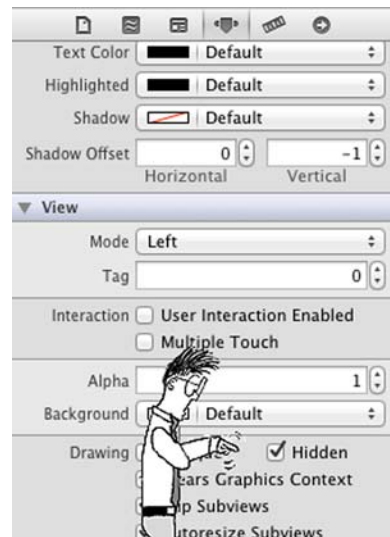 Text Color Default
Highlighted Default
Shadow Default
Shadow Offset 0 -1
Horizontal Vertical
View
Mode Left
Tag 0
Interaction User Interaction Enabled
Multiple Touch
Alpha 1
Background Default
Drawing Hidden
Graphics Context
Subviews
Subviews